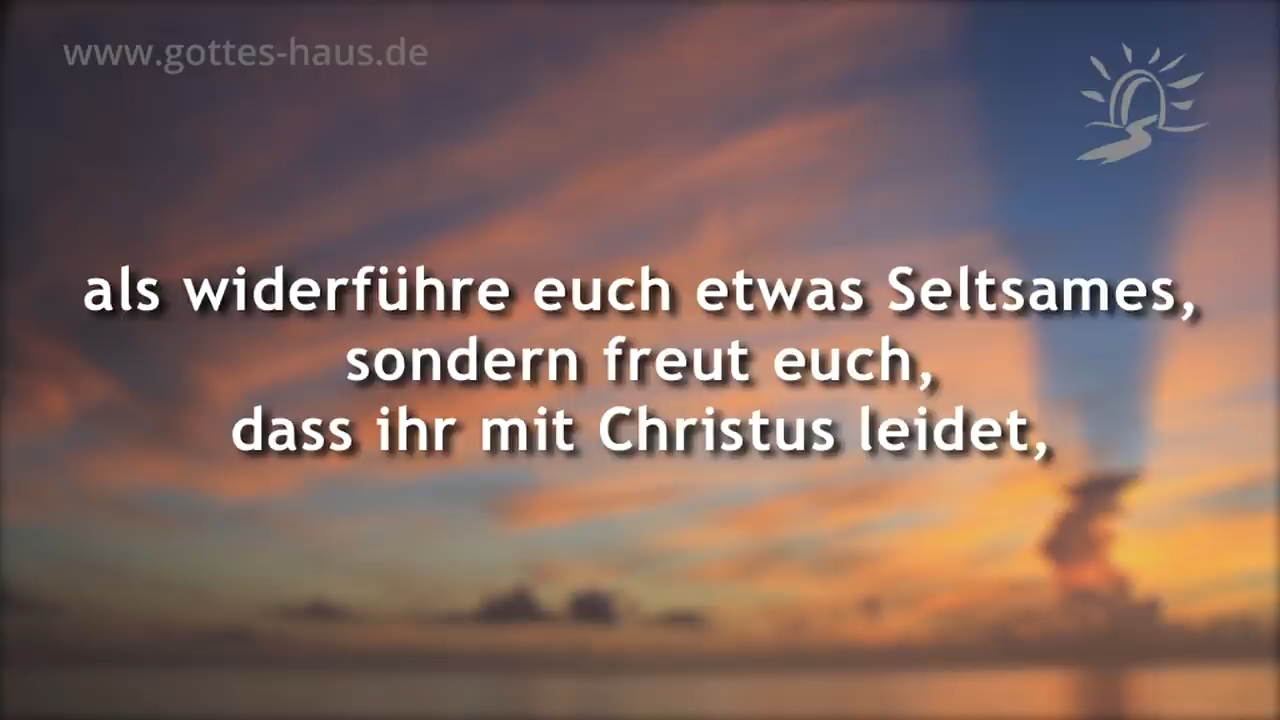 www.gottes-haus.de
als widerführe euch etwas Seltsames,
sondern freut euch,
dass ihr mit Christus leidet,